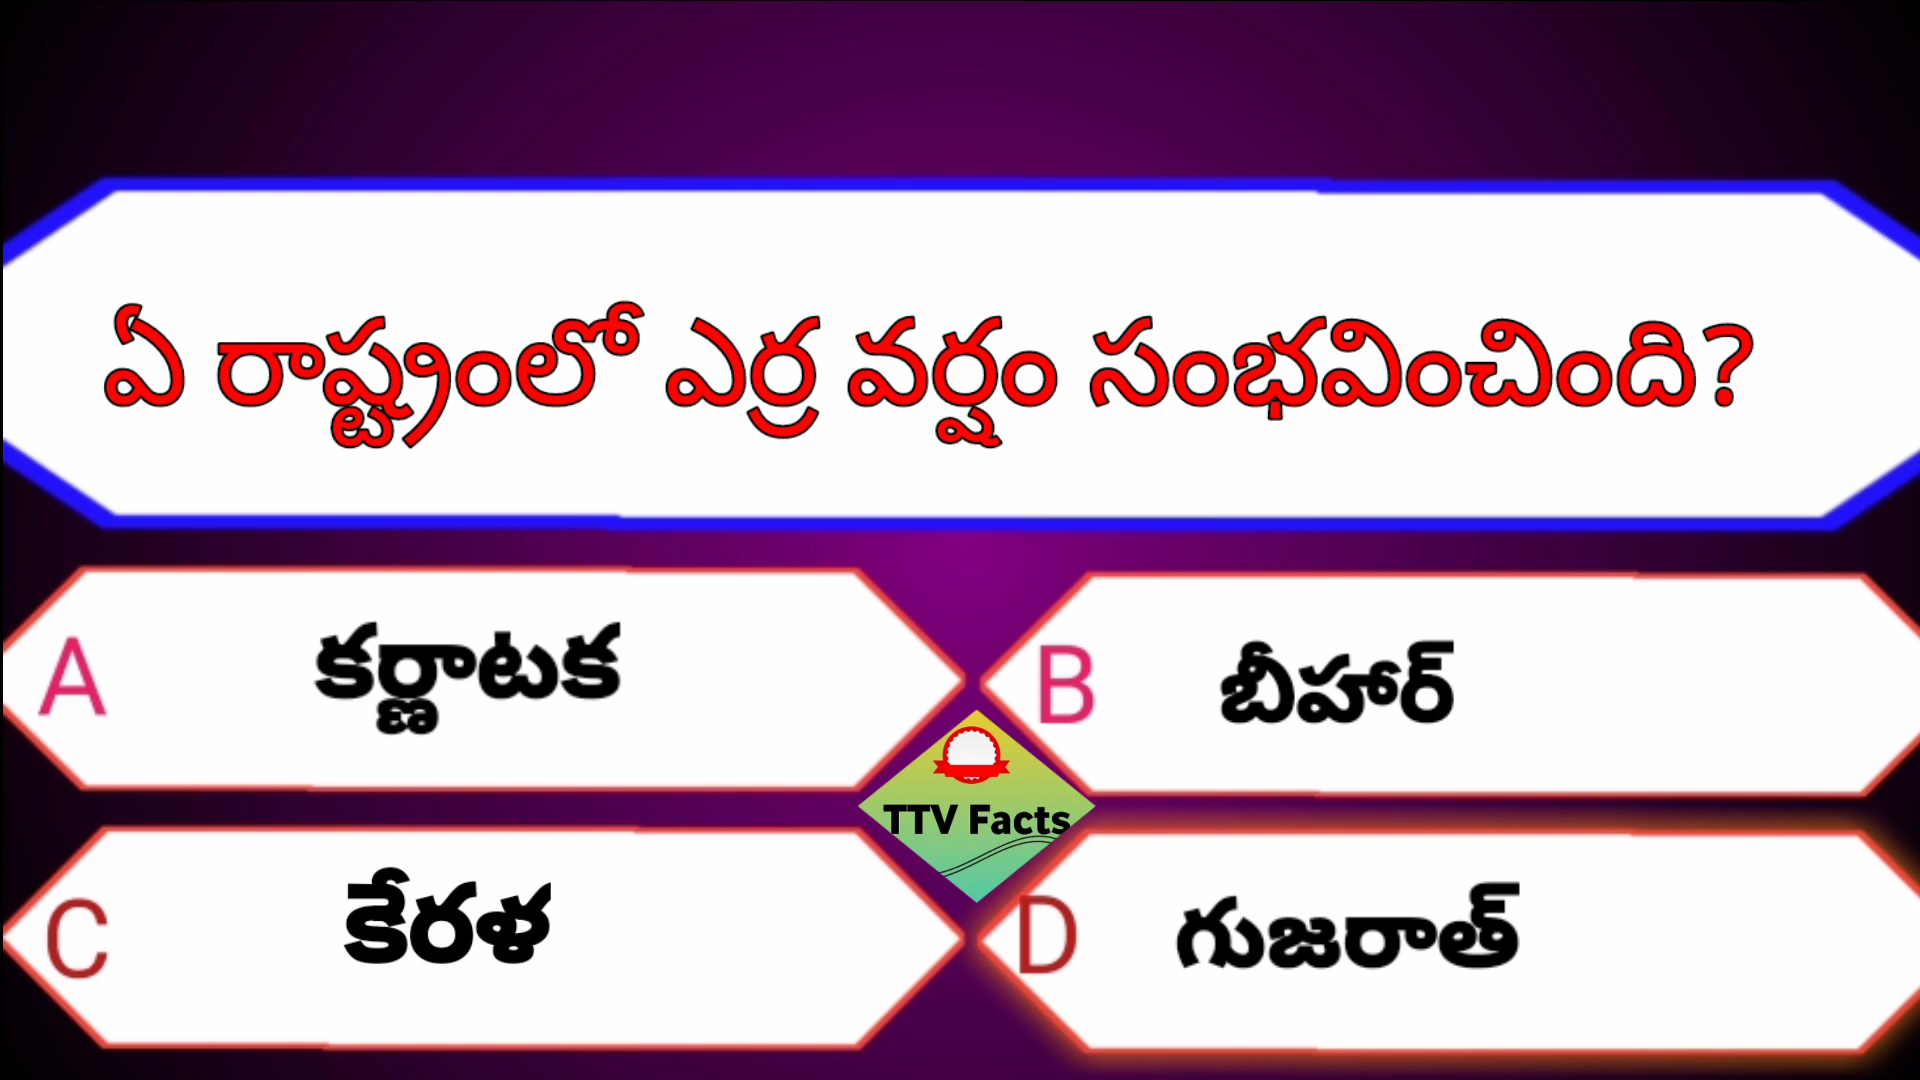 ఏ రాష్ట్రంలో ఎర్ర వర్షం సంభవించింది?
A కర్ణాటక
B బీహార్
TTV Facts
C కేరళ
D గుజరాత్